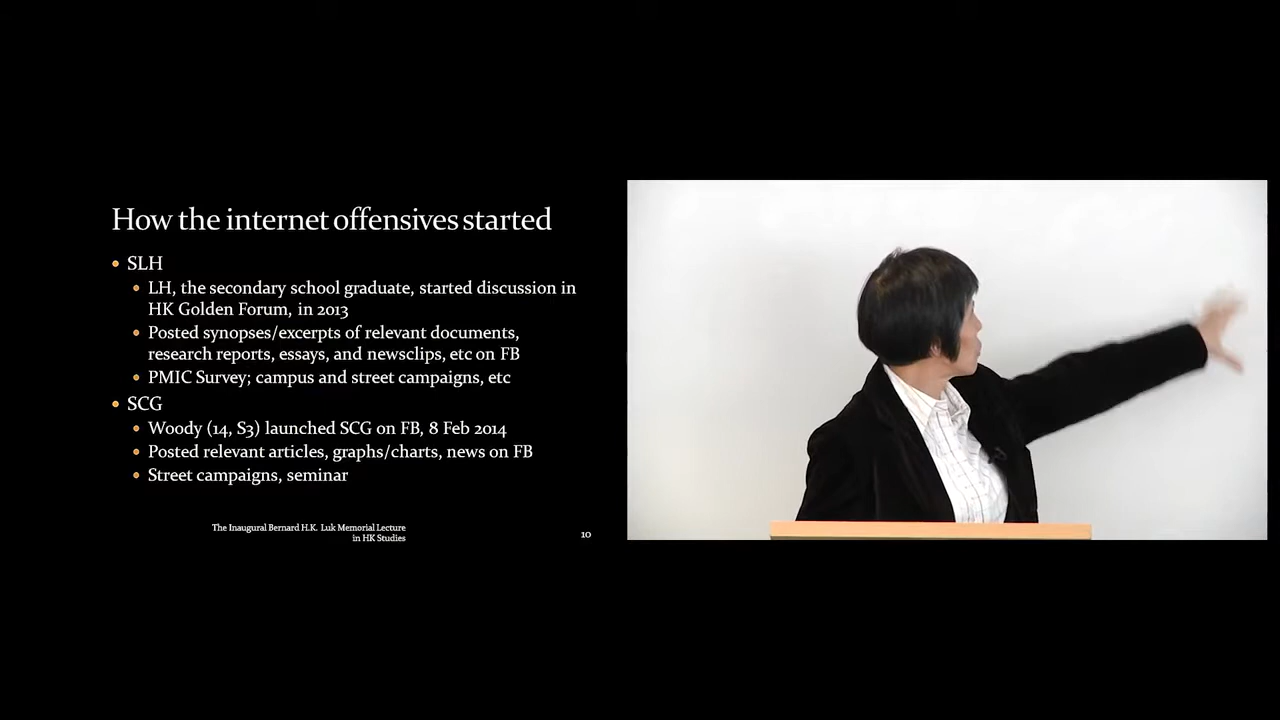 How the internet offensives started
SLH
LH, the secondary school graduate, started discussion in
HK Golden Forum, in 2013
Posted synopses/excerpts of relevant documents,
research reports, essays, and newsclips, etc on FB
PMIC Survey; campus and street campaigns, etc
SCG
Woody (14, S3) launched SCG on FB, 8 Feb 2014
Posted relevant articles, graphs/charts, news on FB
Street campaigns, seminar
The Inaugural Bernard H.K. Luk Memorial Lecture
in HK Studies
10